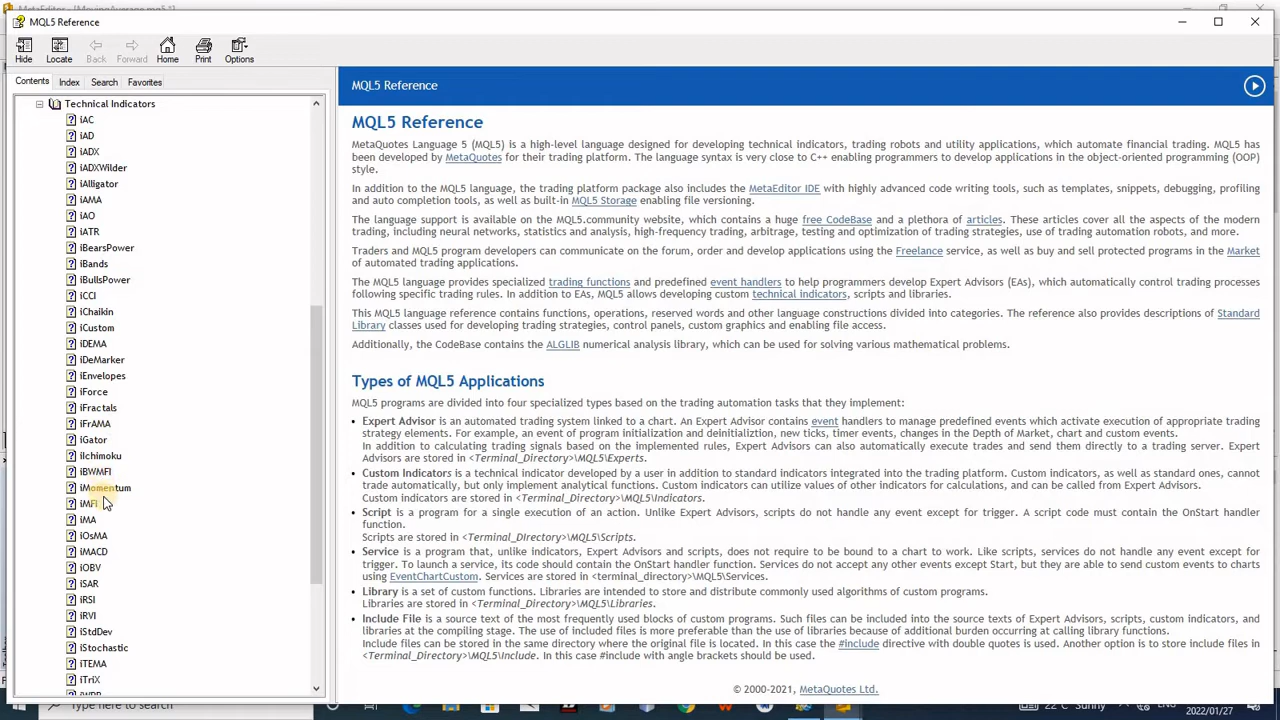 MQL5 Reference
Hide
Locate
Back
Forward
Home
Print
Options
Contents
Index
Search
Favorites
Technical Indicators
iAC
iAD
iADX
iADXWilder
iAlligator
iAMA
iAO
iATR
iBearsPower
iBands
iBullsPower
iCCI
iChaikin
iCustom
iDEMA
iDeMarker
iEnvelopes
iForce
iFractals
iFrAMA
iGator
iIchimoku
iBWMFI
iMomentum
iMFI
iMA
iOsMA
iMACD
iOBV
iSAR
iRSI
iRVI
iStdDev
iStochastic
iTEMA
iTriX
MQL5 Reference
MQL5 Reference
MetaQuotes Language 5 (MQL5) is a high-level language designed for developing technical indicators, trading robots and utility applications, which automate financial trading. MQL5 has
been developed by MetaQuotes for their trading platform. The language syntax is very close to C++ enabling programmers to develop applications in the object-oriented programming (OOP)
style.
In addition to the MQL5 language, the trading platform package also includes the MetaEditor IDE with highly advanced code writing tools, such as templates, snippets, debugging, profiling
and auto completion tools, as well as built-in MQL5 Storage enabling file versioning.
The language support is available on the MQL5.community website, which contains a huge free CodeBase and a plethora of articles. These articles cover all the aspects of the modern
trading, including neural networks, statistics and analysis, high-frequency trading, arbitrage, testing and optimization of trading strategies, use of trading automation robots, and more.
Traders and MQL5 program developers can communicate on the forum, order and develop applications using the Freelance service, as well as buy and sell protected programs in the Market
of automated trading applications.
The MQL5 language provides specialized trading functions and predefined event handlers to help programmers develop Expert Advisors (EAs), which automatically control trading processes
following specific trading rules. In addition to EAs, MQL5 allows developing custom technical indicators, scripts and libraries.
This MQL5 language reference contains functions, operations, reserved words and other language constructions divided into categories. The reference also provides descriptions of Standard
Library classes used for developing trading strategies, control panels, custom graphics and enabling file access.
Additionally, the CodeBase contains the ALGLIB numerical analysis library, which can be used for solving various mathematical problems.
Types of MQL5 Applications
MQL5 programs are divided into four specialized types based on the trading automation tasks that they implement:
• Expert Advisor is an automated trading system linked to a chart. An Expert Advisor contains event handlers to manage predefined events which activate execution of appropriate trading
strategy elements. For example, an event of program initialization and deinitializtion, new ticks, timer events, changes in the Depth of Market, chart and custom events.
In addition to calculating trading signals based on the implemented rules, Expert Advisors can also automatically execute trades and send them directly to a trading server. Expert
Advisors are stored in <Terminal_Directory>\MQL5\Experts.
• Custom Indicators is a technical indicator developed by a user in addition to standard indicators integrated into the trading platform. Custom indicators, as well as standard ones, cannot
trade automatically, but only implement analytical functions. Custom indicators can utilize values of other indicators for calculations, and can be called from Expert Advisors.
Custom indicators are stored in <Terminal_Directory>\MQL5\Indicators.
• Script is a program for a single execution of an action. Unlike Expert Advisors, scripts do not handle any event except for trigger. A script code must contain the OnStart handler
function.
Scripts are stored in <Terminal_DIrectory>\MQL5\Scripts.
• Service is a program that, unlike indicators, Expert Advisors and scripts, does not require to be bound to a chart to work. Like scripts, services do not handle any event except for
trigger. To launch a service, its code should contain the OnStart handler function. Services do not accept any other events except Start, but they are able to send custom events to charts
using EventChartCustom. Services are stored in <terminal_directory>\MQL5\Services.
• Library is a set of custom functions. Libraries are intended to store and distribute commonly used algorithms of custom programs.
Libraries are stored in <Terminal_Directory>\MQL5\Libraries.
• Include File is a source text of the most frequently used blocks of custom programs. Such files can be included into the source texts of Expert Advisors, scripts, custom indicators, and
libraries at the compiling stage. The use of included files is more preferable than the use of libraries because of additional burden occurring at calling library functions.
Include files can be stored in the same directory where the original file is located. In this case the #include directive with double quotes is used. Another option is to store include files in
<Terminal_Directory>\MQL5\Include. In this case #include with angle brackets should be used.
© 2000-2021, MetaQuotes Ltd.
Type here to search
22°C Sunny
2022/01/27